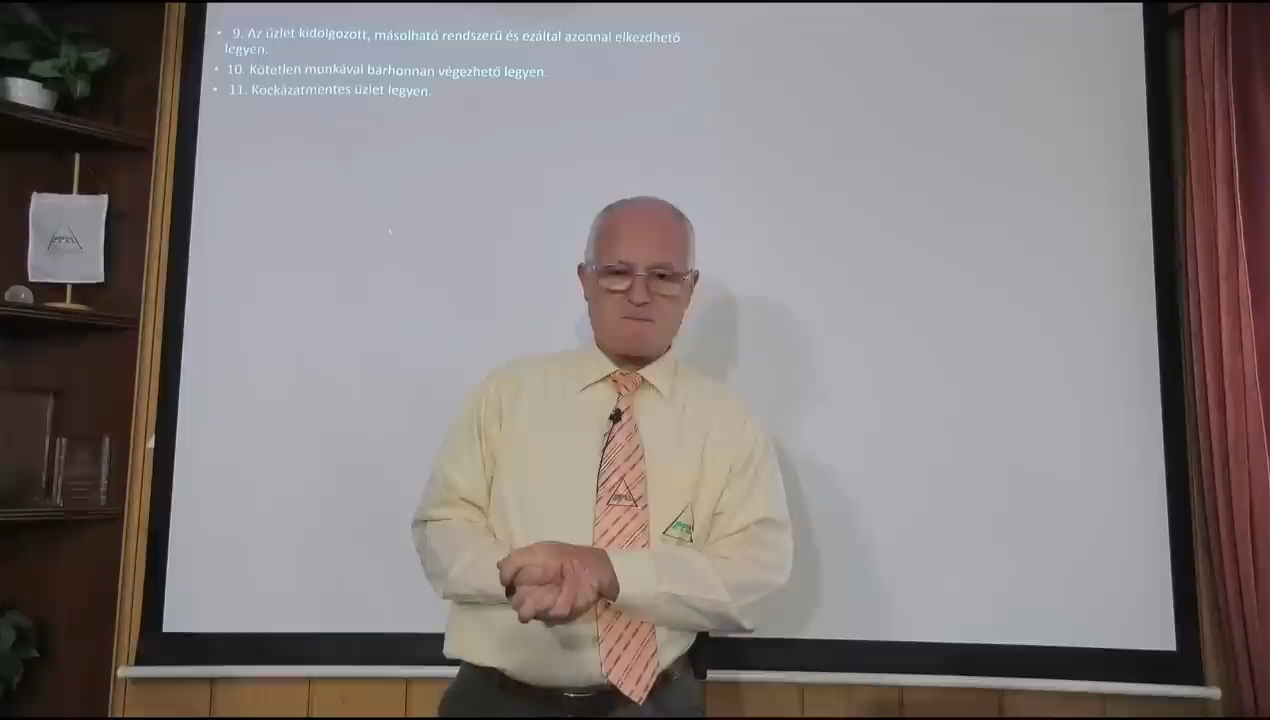 • 9. Az üzlet kidolgozott, másolható rendszerű és ezáltal azonnal elkezdhető
legyen.
• 10. Kötetlen munkával bárhonnan végezhető legyen.
• 11. Kockázatmentes üzlet legyen.